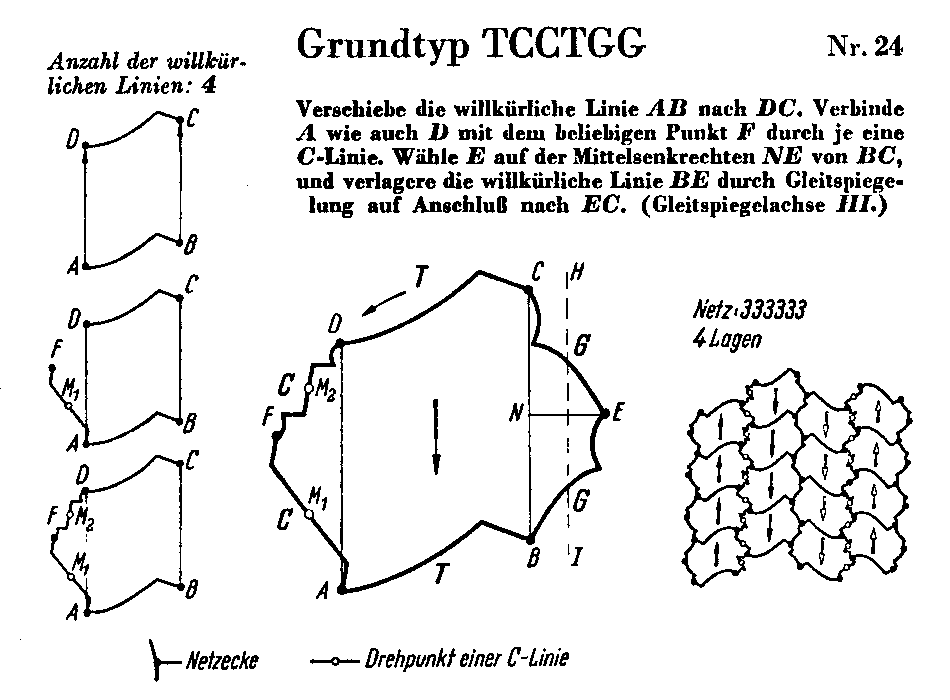 Grundtyp TCCTGG
Nr. 24
Anzahl der willkür-
lichen Linien: 4
Verschiebe die willkürliche Linie AB nach DC. Verbinde
A wie auch D mit dem beliebigen Punkt F durch je eine
C-Linie. Wähle E auf der Mittelsenkrechten NE von BC,
und verlagere die willkürliche Linie BE durch Gleitspiege-
lung auf Anschluß nach EC. (Gleitspiegelachse HI.)
D
C
A
B
D
C
F
M1
A
B
D
C
F
M2
M1
A
B
T
C
H
D
G
C
M2
F
N
E
M1
C
G
T
B
I
A
Netz: 333333
4 Lagen
Netzecke
Drehpunkt einer C-Linie